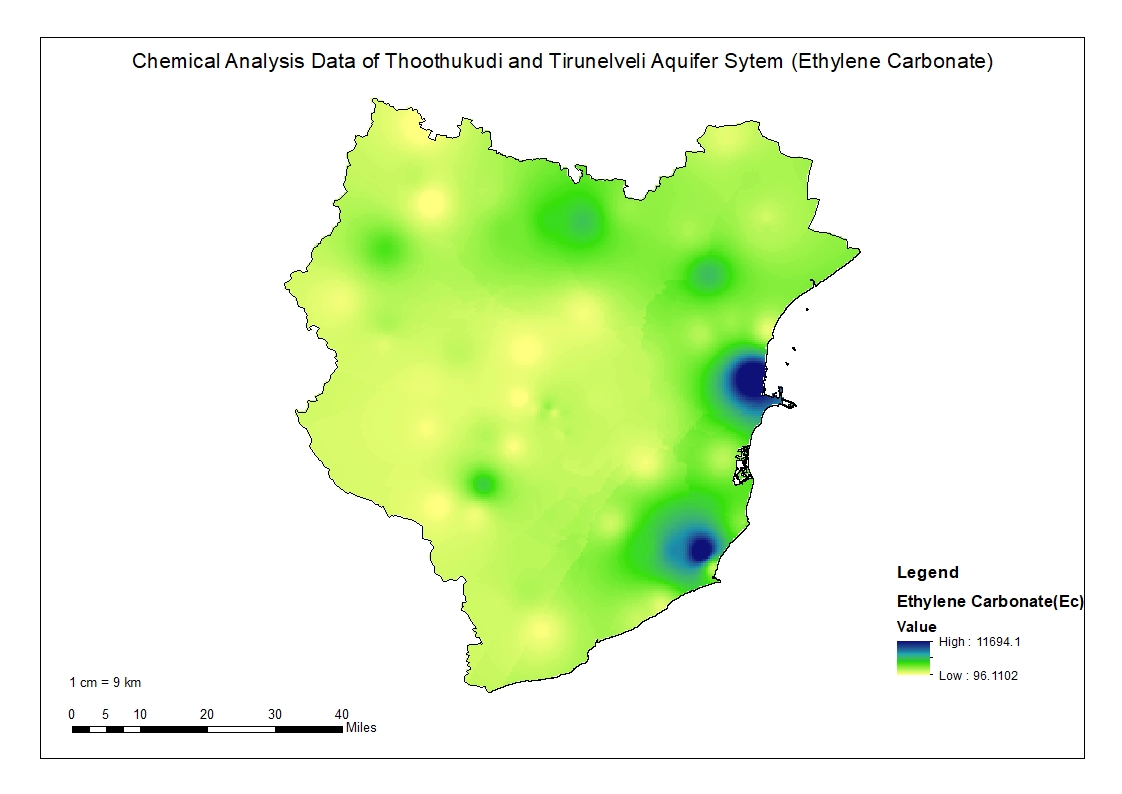 Chemical Analysis Data of Thoothukudi and Tirunelveli Aquifer Sytem (Ethylene Carbonate)
Legend
Ethylene Carbonate(Ec)
Value
High : 11694.1
Low : 96.1102
1 cm = 9 km
0 5 10 20 30 40
Miles